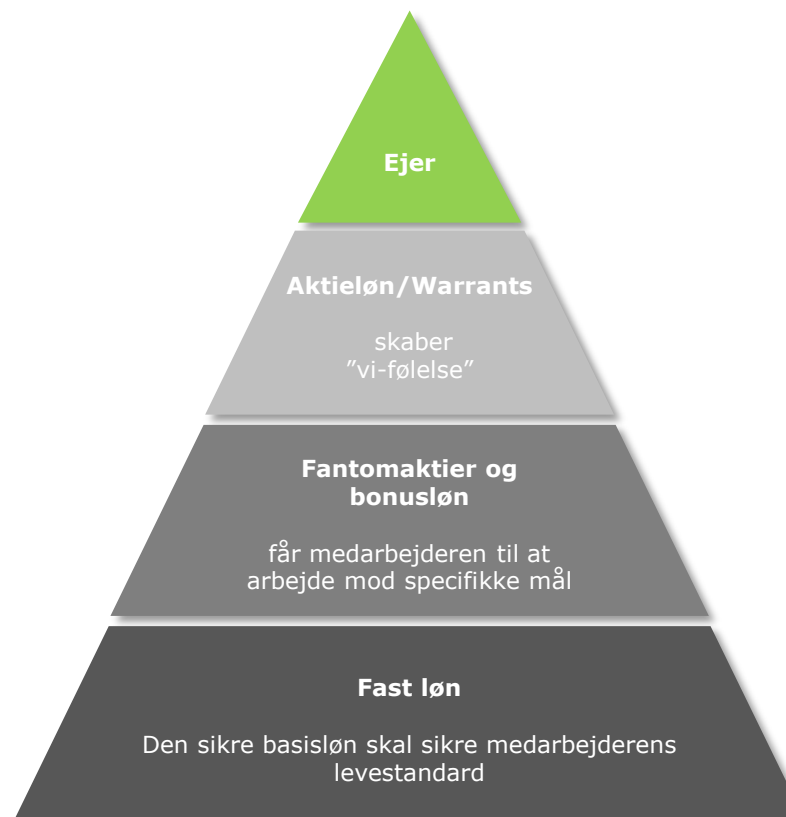 Ejer
Aktieløn/Warrants
skaber
”vi-følelse”
Fantomaktier og
bonusløn
får medarbejderen til at
arbejde mod specifikke mål
Fast løn
Den sikre basisløn skal sikre medarbejderens
levestandard